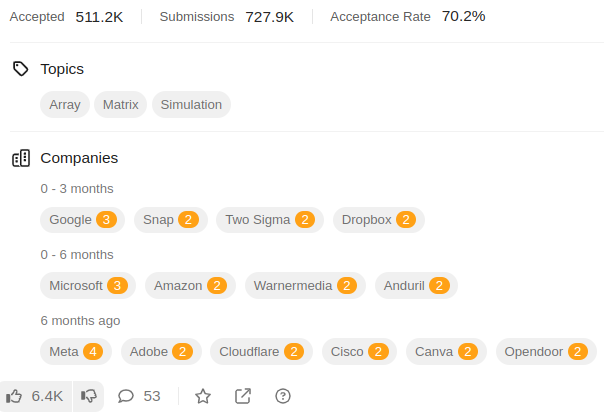 Accepted 511.2K Submissions 727.9K Acceptance Rate 70.2%
Topics
Array Matrix Simulation
Companies
0 - 3 months
Google 3 Snap 2 Two Sigma 2 Dropbox 2
0 - 6 months
Microsoft 3 Amazon 2 Warnermedia 2 Anduril 2
6 months ago
Meta 4 Adobe 2 Cloudflare 2 Cisco 2 Canva 2 Opendoor 2
6.4K 53